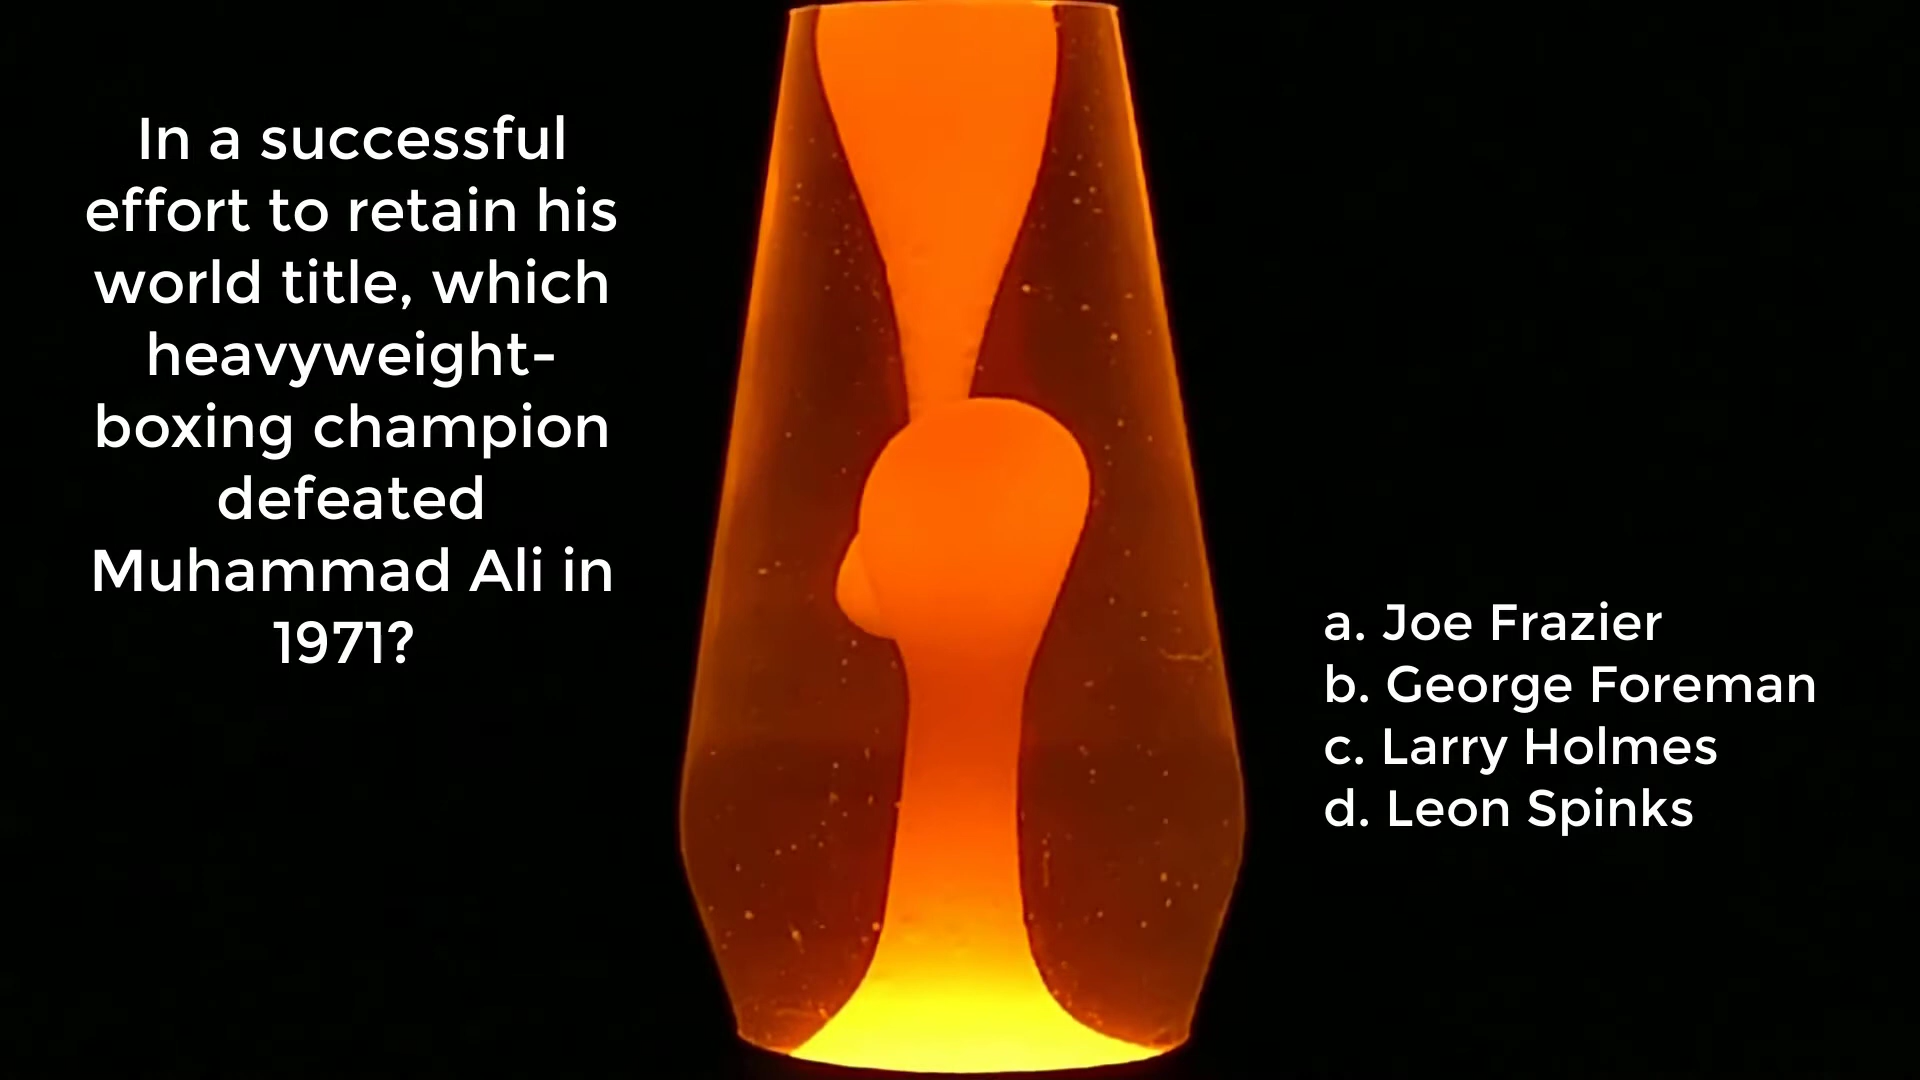 In a successful
effort to retain his
world title, which
heavyweight-
boxing champion
defeated
Muhammad Ali in
1971?
a. Joe Frazier
b. George Foreman
c. Larry Holmes
d. Leon Spinks